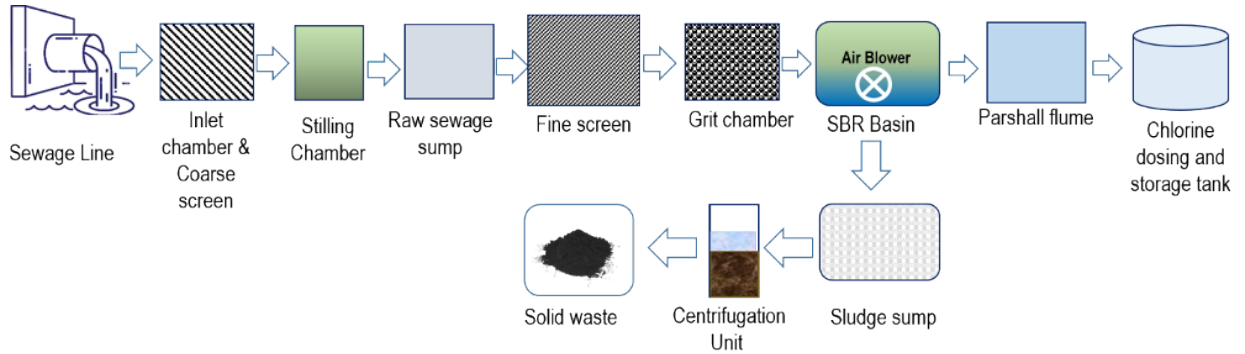 Air Blower
Sewage Line
Inlet
chamber &
Coarse
screen
Stilling
Chamber
Raw sewage
sump
Fine screen
Grit chamber
SBR Basin
Parshall flume
Chlorine
dosing and
storage tank
Solid waste
Centrifugation
Unit
Sludge sump